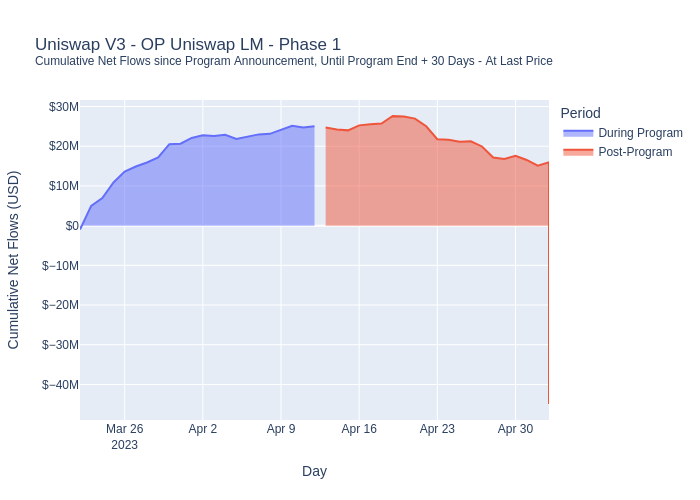 Uniswap V3 - OP Uniswap LM - Phase 1
Cumulative Net Flows since Program Announcement, Until Program End + 30 Days - At Last Price
Period
During Program
Post-Program
Cumulative Net Flows (USD)
$30M
$20M
$10M
$0
$−10M
$−20M
$−30M
$−40M
Mar 26
2023
Apr 2
Apr 9
Apr 16
Apr 23
Apr 30
Day